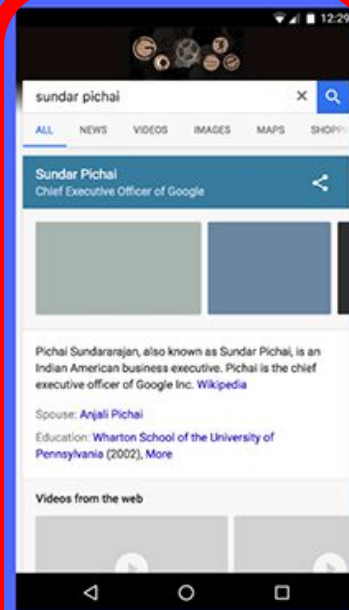 12:29
sundar pichai
ALL NEWS VIDEOS IMAGES MAPS
Sundar Pichai
Chief Executive Officer of Google
Pichai Sundararajan, also known as Sundar Pichai, is an
Indian American business executive. Pichai is the chief
executive officer of Google Inc. Wikipedia
Spouse: Anjali Pichai
Education: Wharton School of the University of
Pennsylvania (2002), More
Videos from the web